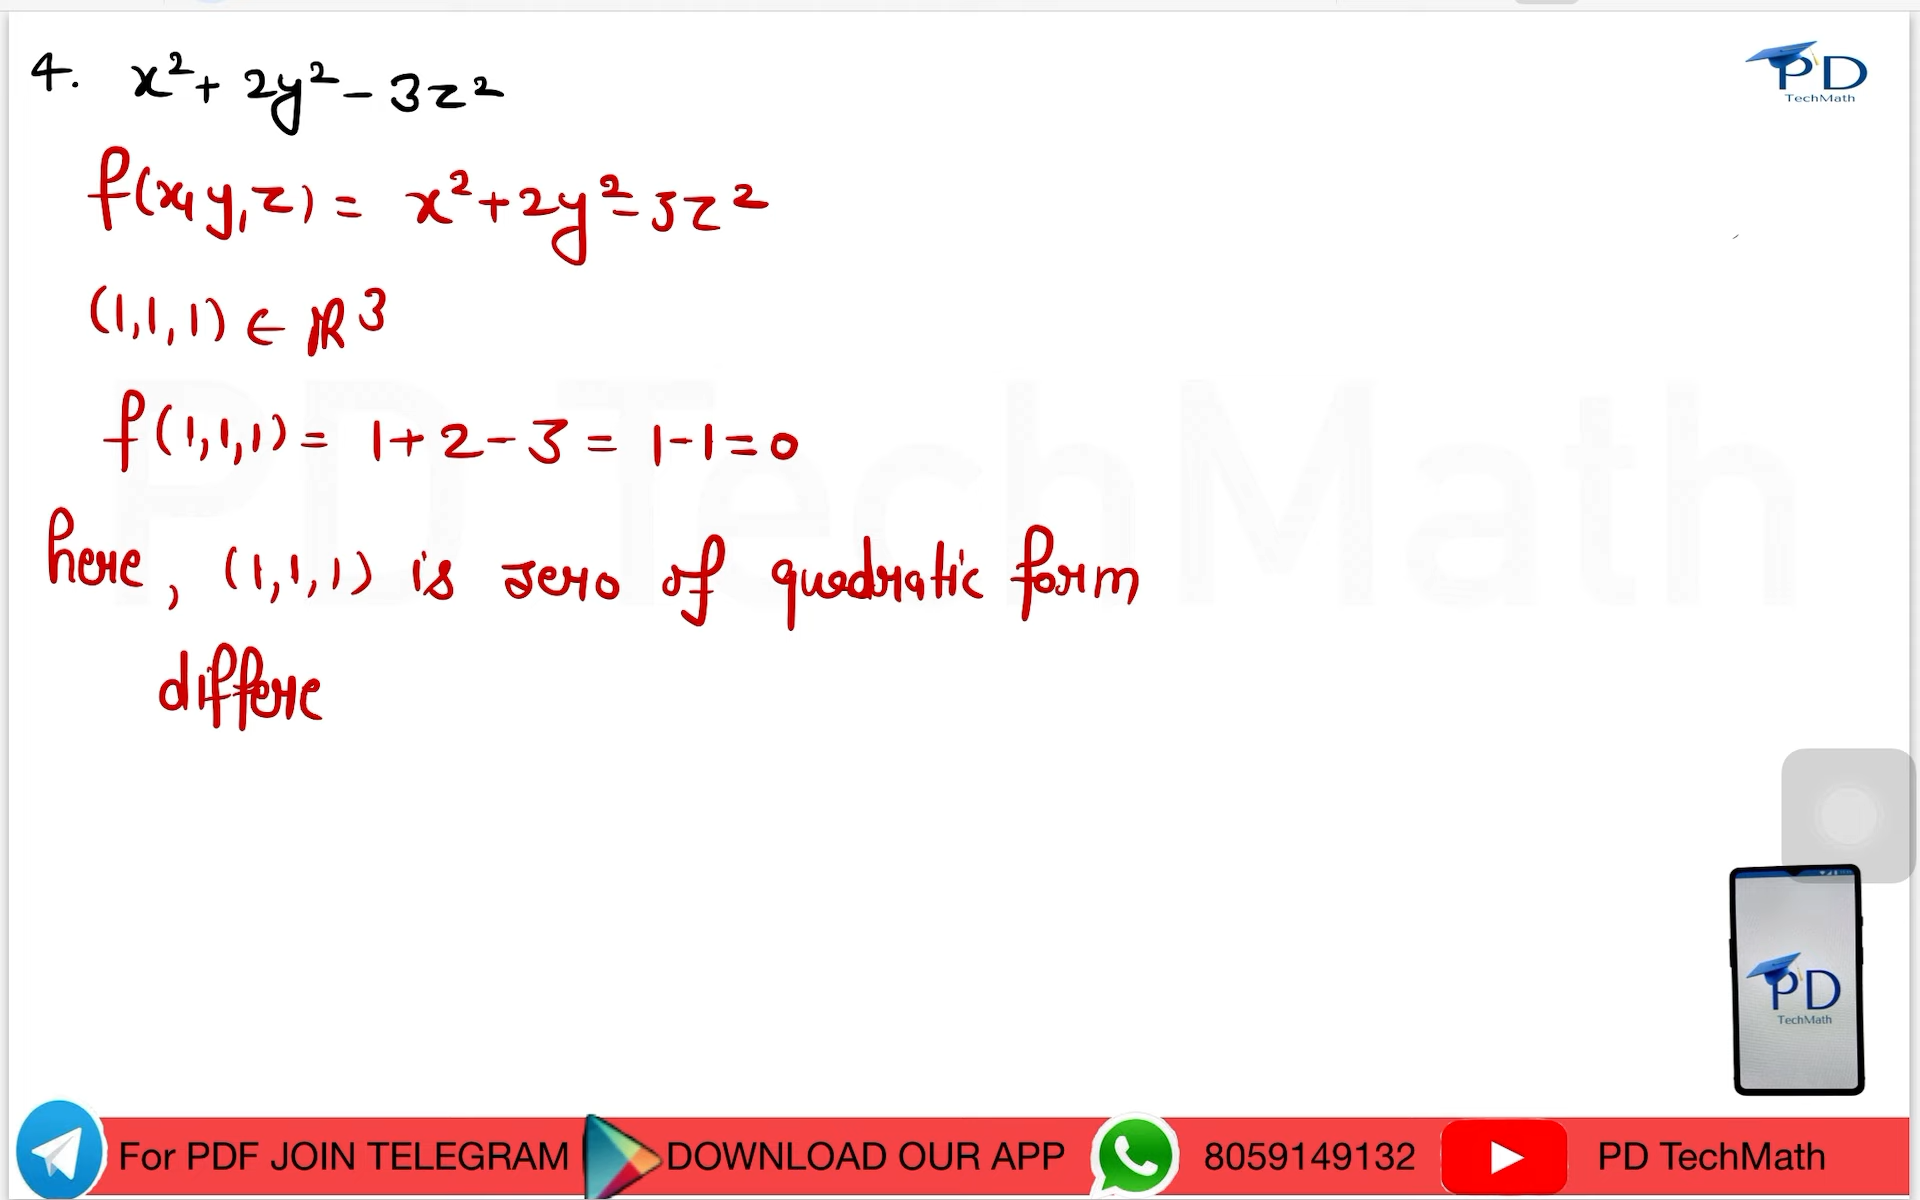 4. x² + 2y² - 3z²
PD
TechMath
f(x,y,z) = x²+2y²-3z²
(1,1,1) ∈ ℝ³
f(1,1,1) = 1+2-3 = 1-1=0
here, (1,1,1) is zero of quadratic form
differe
PD TechMath
PD
TechMath
For PDF JOIN TELEGRAM DOWNLOAD OUR APP 8059149132 PD TechMath